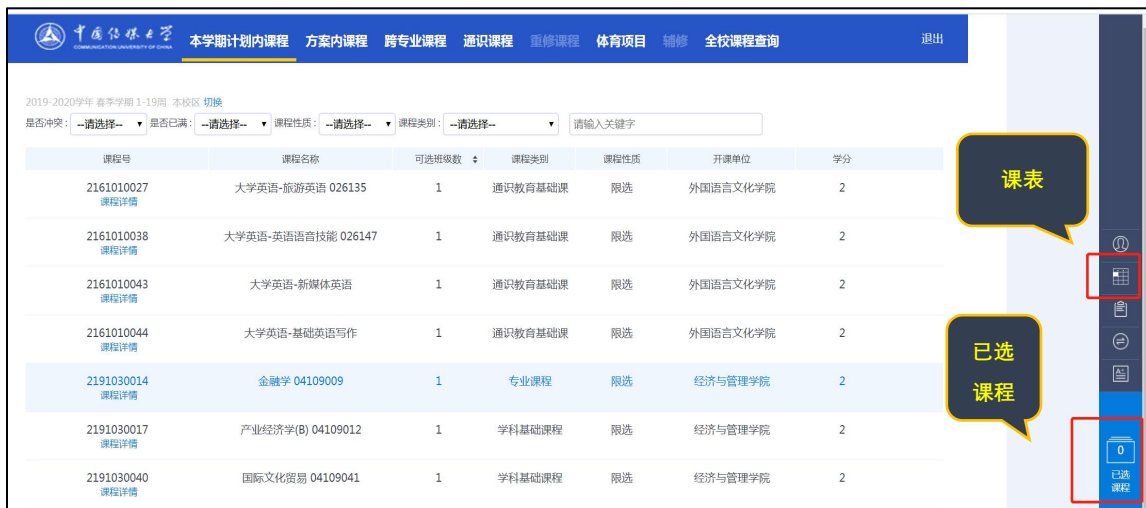 中国传媒大学
COMMUNICATION UNIVERSITY OF CHINA
本学期计划内课程 方案内课程 跨专业课程 通识课程 重修课程 体育项目 辅修 全校课程查询 退出
2019-2020学年 春季学期 1-19周 本校区 切换
是否冲突: --请选择-- 是否已满: --请选择-- 课程性质: --请选择-- 课程类别: --请选择-- 请输入关键字
课程号 课程名称 可选班级数 课程类别 课程性质 开课单位 学分
2161010027 大学英语-旅游英语 026135 1 通识教育基础课 限选 外国语言文化学院 2
课程详情
2161010038 大学英语-英语语音技能 026147 1 通识教育基础课 限选 外国语言文化学院 2
课程详情
2161010043 大学英语-新媒体英语 1 通识教育基础课 限选 外国语言文化学院 2
课程详情
2161010044 大学英语-基础英语写作 1 通识教育基础课 限选 外国语言文化学院 2
课程详情
2191030014 金融学 04109009 1 专业课程 限选 经济与管理学院 2
课程详情
2191030017 产业经济学(B) 04109012 1 学科基础课程 限选 经济与管理学院 2
课程详情
2191030040 国际文化贸易 04109041 1 学科基础课程 限选 经济与管理学院 2
课程详情
课表
已选
课程
0
已选
课程